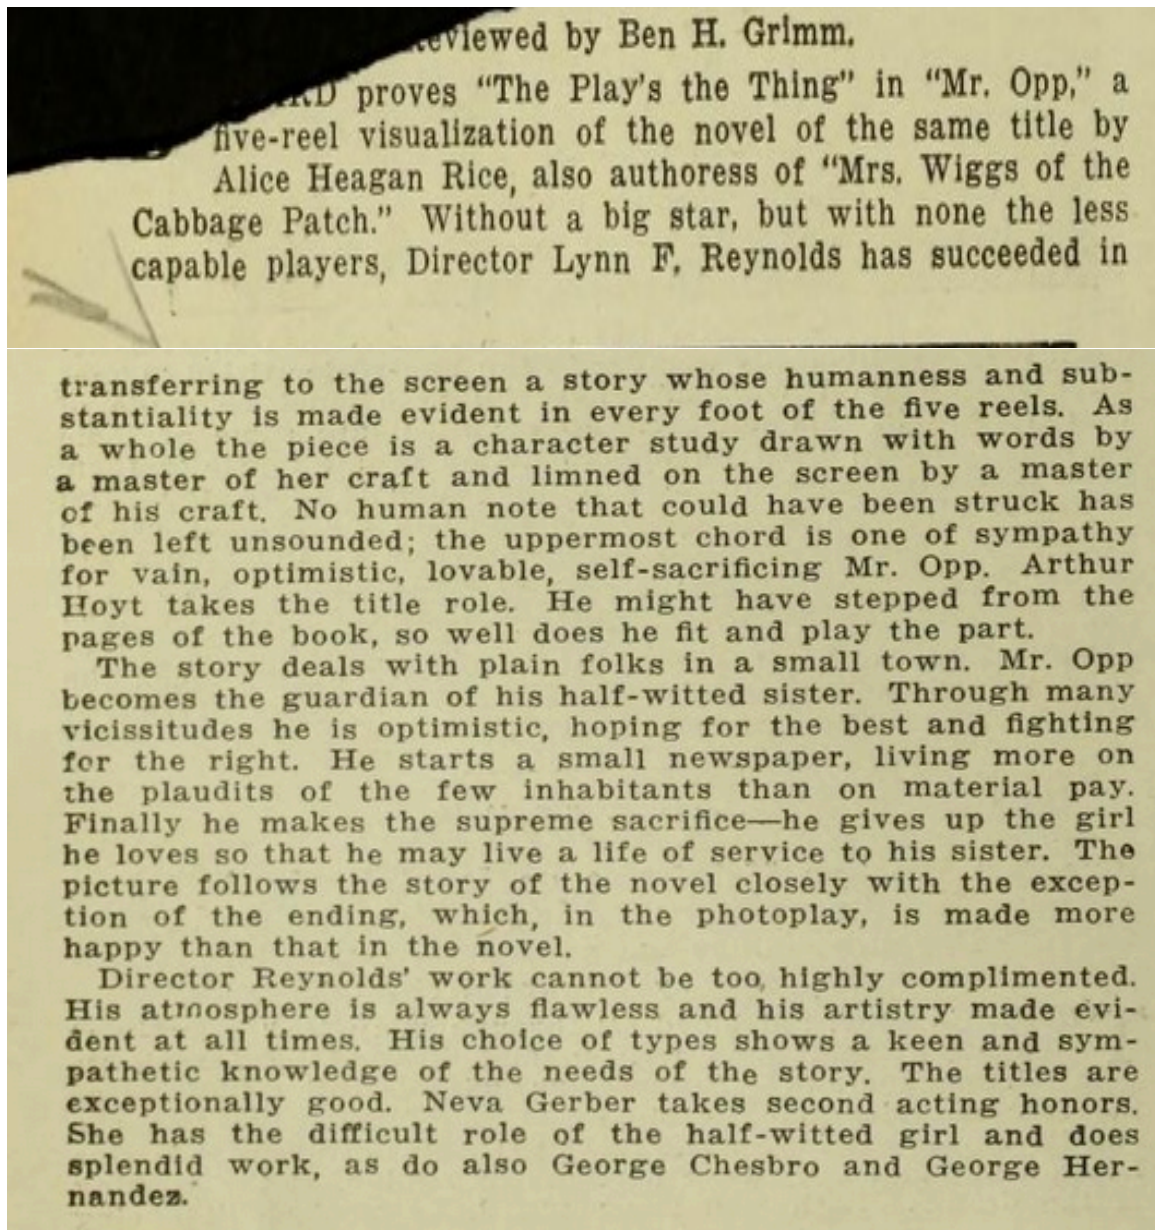 by Ben H. Grimm.
proves "The Play's the Thing" in "Mr. Opp," a
five-reel visualization of the novel of the same title by
Alice Heagan Rice, also authoress of "Mrs. Wiggs of the
Cabbage Patch." Without a big star, but with none the less
capable players, Director Lynn F. Reynolds has succeeded in
transferring to the screen a story whose humanness and sub-
stantiality is made evident in every foot of the five reels. As
a whole the piece is a character study drawn with words by
a master of her craft and limned on the screen by a master
of his craft. No human note that could have been struck has
been left unsounded; the uppermost chord is one of sympathy
for vain, optimistic, lovable, self-sacrificing Mr. Opp. Arthur
Hoyt takes the title role. He might have stepped from the
pages of the book, so well does he fit and play the part.
The story deals with plain folks in a small town. Mr. Opp
becomes the guardian of his half-witted sister. Through many
vicissitudes he is optimistic, hoping for the best and fighting
for the right. He starts a small newspaper, living more on
the plaudits of the few inhabitants than on material pay.
Finally he makes the supreme sacrifice—he gives up the girl
he loves so that he may live a life of service to his sister. The
picture follows the story of the novel closely with the excep-
tion of the ending, which, in the photoplay, is made more
happy than that in the novel.
Director Reynolds' work cannot be too highly complimented.
His atmosphere is always flawless and his artistry made evi-
dent at all times. His choice of types shows a keen and sym-
pathetic knowledge of the needs of the story. The titles are
exceptionally good. Neva Gerber takes second acting honors.
She has the difficult role of the half-witted girl and does
splendid work, as do also George Chesbro and George Her-
nandez.